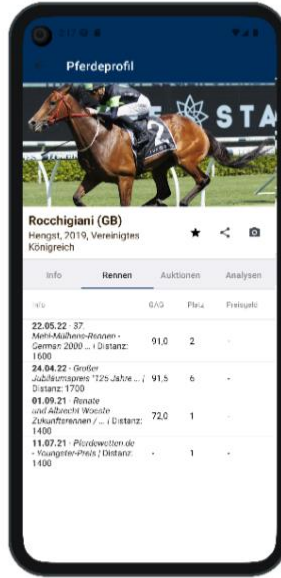 Pferdeprofil
2
STA
Rocchigiani (GB)
Hengst, 2019, Vereinigtes
Königreich
Info Rennen Auktionen Analysen
Info GAG Platz Preisgeld
22.05.22 - 37.
Mehl-Mülhens-Rennen -
German 2000 ... | Distanz:
1600
91,0 2 -
24.04.22 - Großer
Jubiläumspreis "125 Jahre ... |
Distanz: 1700
91,5 6 -
01.09.21 - Renate
und Albrecht Woeste
Zukunftsrennen / ... | Distanz:
1400
72,0 1 -
11.07.21 - Pferdewetten.de
- Youngster-Preis | Distanz:
1400
- 1 -